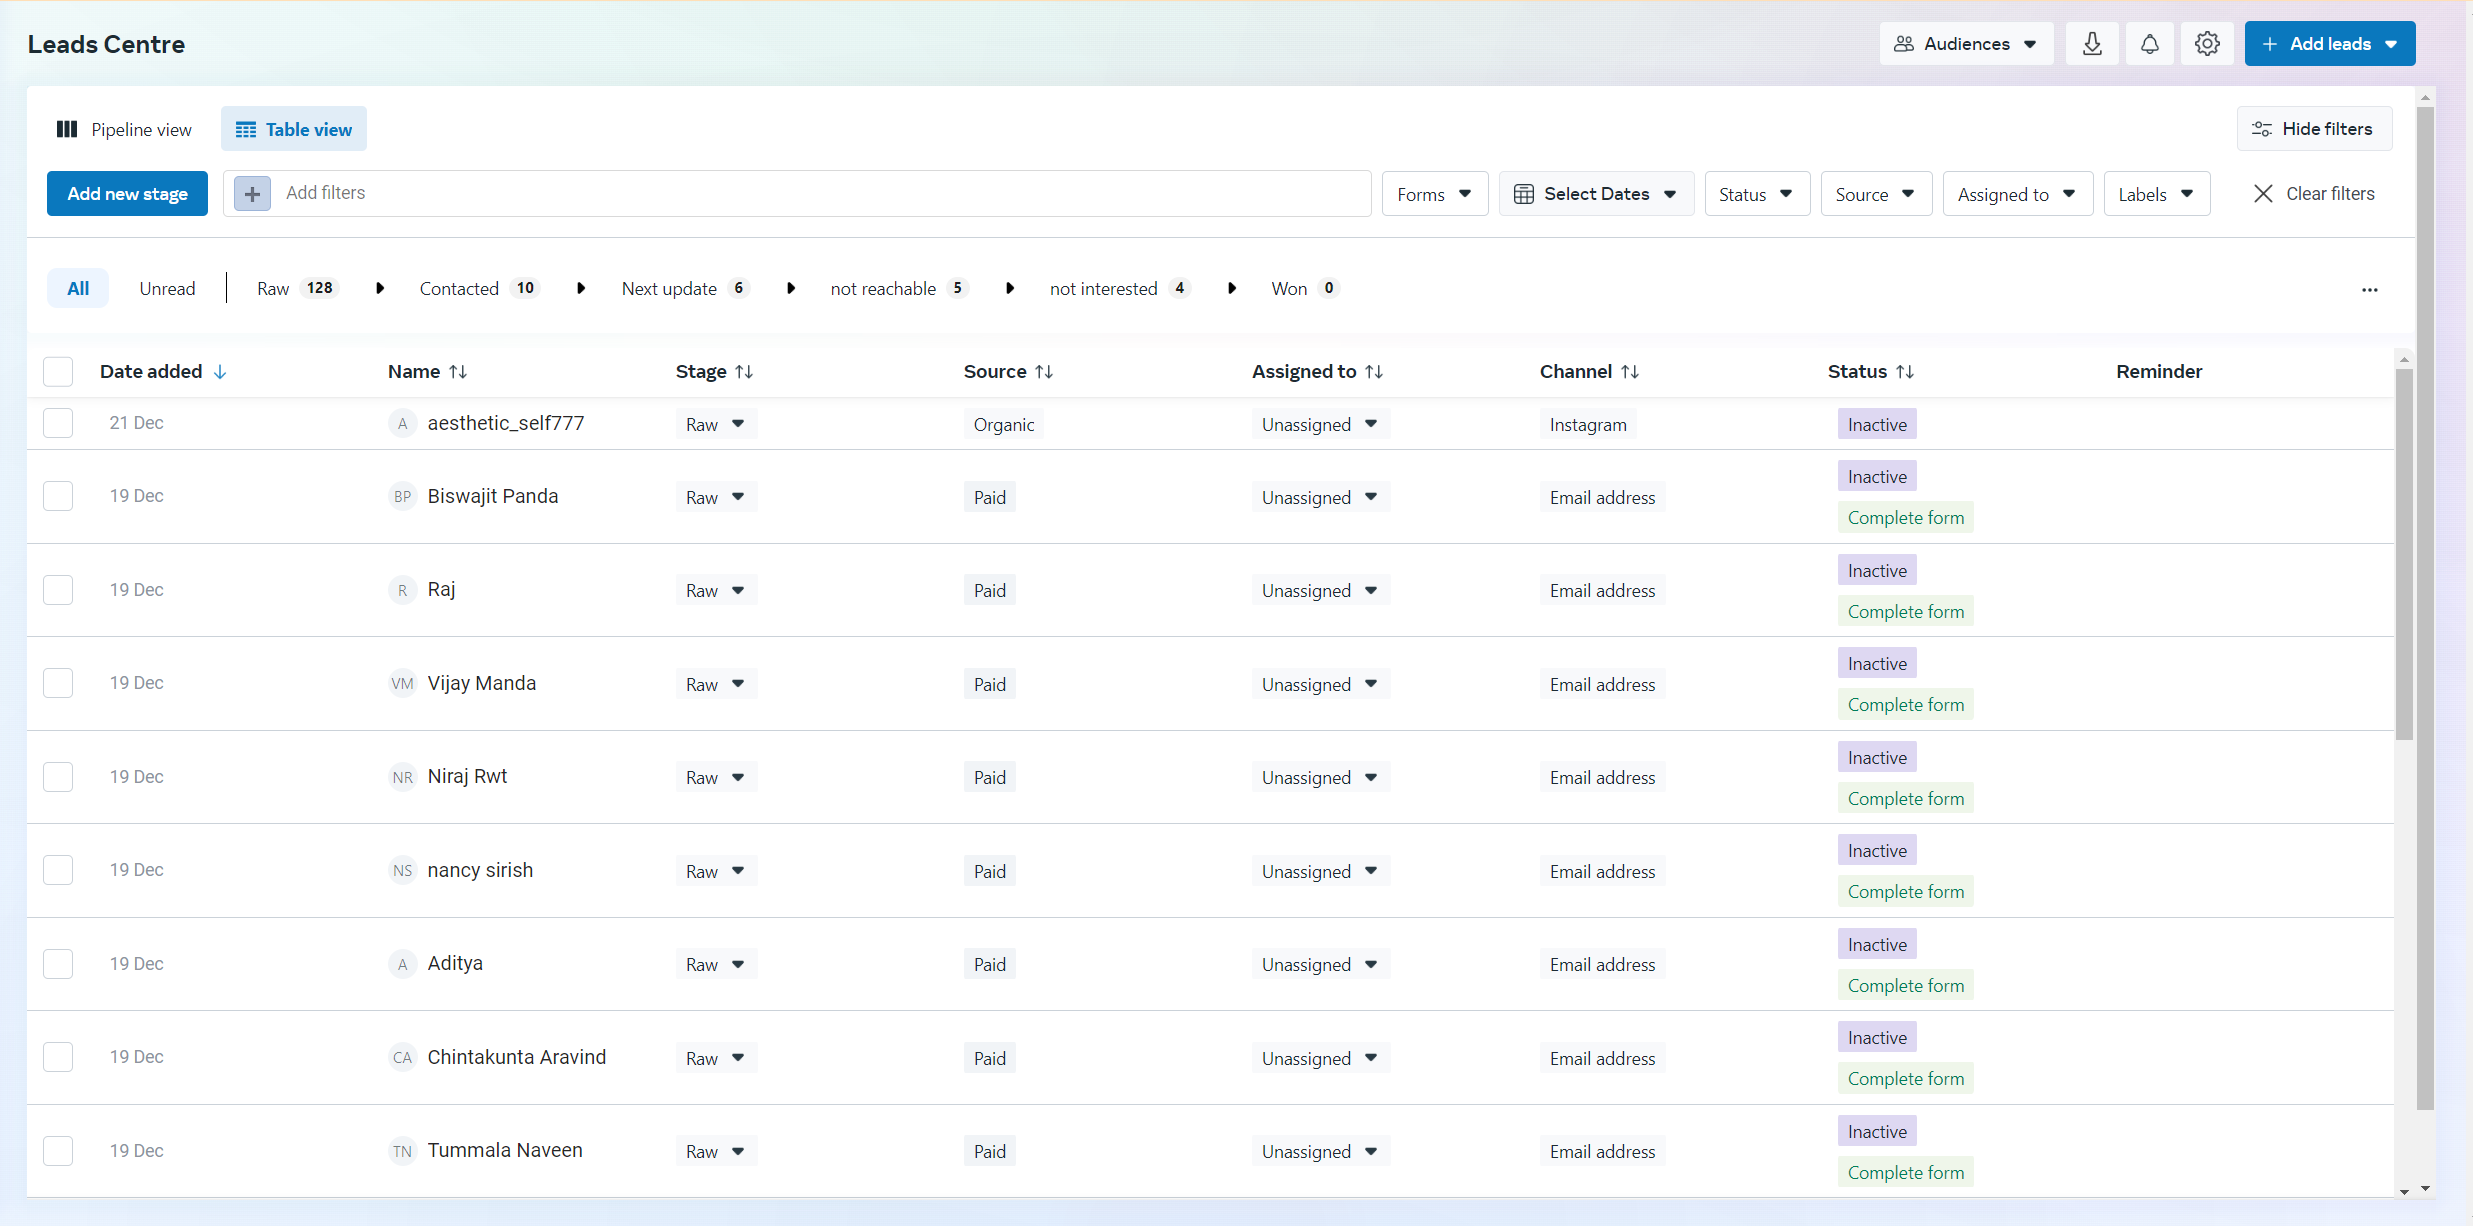 Leads Centre
Audiences
Add leads
Pipeline view
Table view
Hide filters
Add new stage
Add filters
Forms
Select Dates
Status
Source
Assigned to
Labels
Clear filters
All Unread Raw 128 Contacted 10 Next update 6 not reachable 5 not interested 4 Won 0
Date added Name Stage Source Assigned to Channel Status Reminder
21 Dec A aesthetic_self777 Raw Organic Unassigned Instagram Inactive
19 Dec BP Biswajit Panda Raw Paid Unassigned Email address Inactive
Complete form
19 Dec R Raj Raw Paid Unassigned Email address Inactive
Complete form
19 Dec VM Vijay Manda Raw Paid Unassigned Email address Inactive
Complete form
19 Dec NR Niraj Rwt Raw Paid Unassigned Email address Inactive
Complete form
19 Dec NS nancy sirish Raw Paid Unassigned Email address Inactive
Complete form
19 Dec A Aditya Raw Paid Unassigned Email address Inactive
Complete form
19 Dec CA Chintakunta Aravind Raw Paid Unassigned Email address Inactive
Complete form
19 Dec TN Tummala Naveen Raw Paid Unassigned Email address Inactive
Complete form